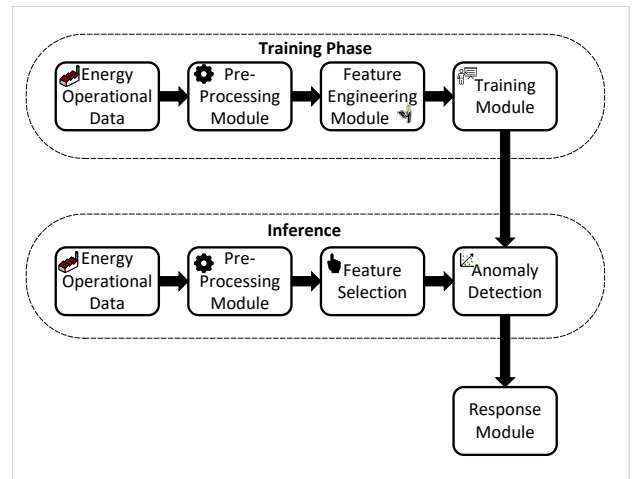 Training Phase
Energy
Operational
Data
Pre-
Processing
Module
Feature
Engineering
Module
Training
Module
Inference
Energy
Operational
Data
Pre-
Processing
Module
Feature
Selection
Anomaly
Detection
Response
Module